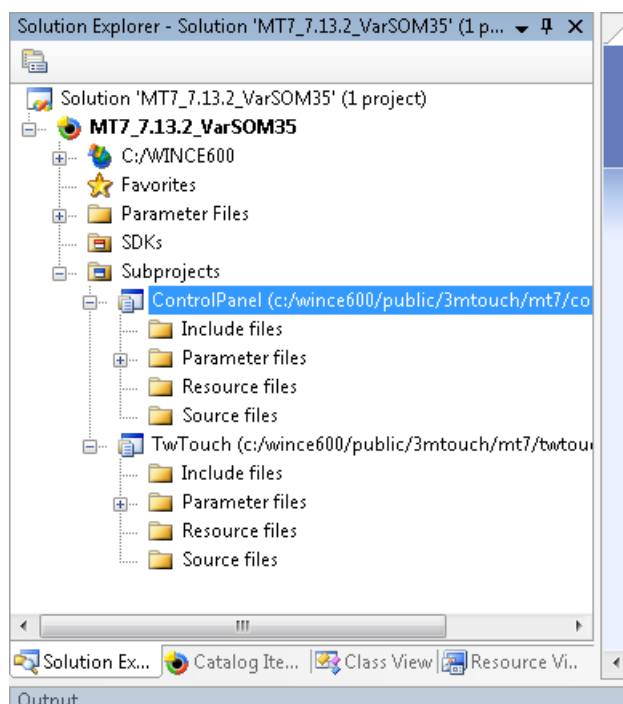 Solution Explorer - Solution 'MT7_7.13.2_VarSOM35' (1 p...
Solution 'MT7_7.13.2_VarSOM35' (1 project)
MT7_7.13.2_VarSOM35
C:/WINCE600
Favorites
Parameter Files
SDKs
Subprojects
ControlPanel (c:/wince600/public/3mtouch/mt7/co
Include files
Parameter files
Resource files
Source files
TwTouch (c:/wince600/public/3mtouch/mt7/twtou
Include files
Parameter files
Resource files
Source files
Solution Ex... Catalog Ite... Class View Resource Vi..
Output